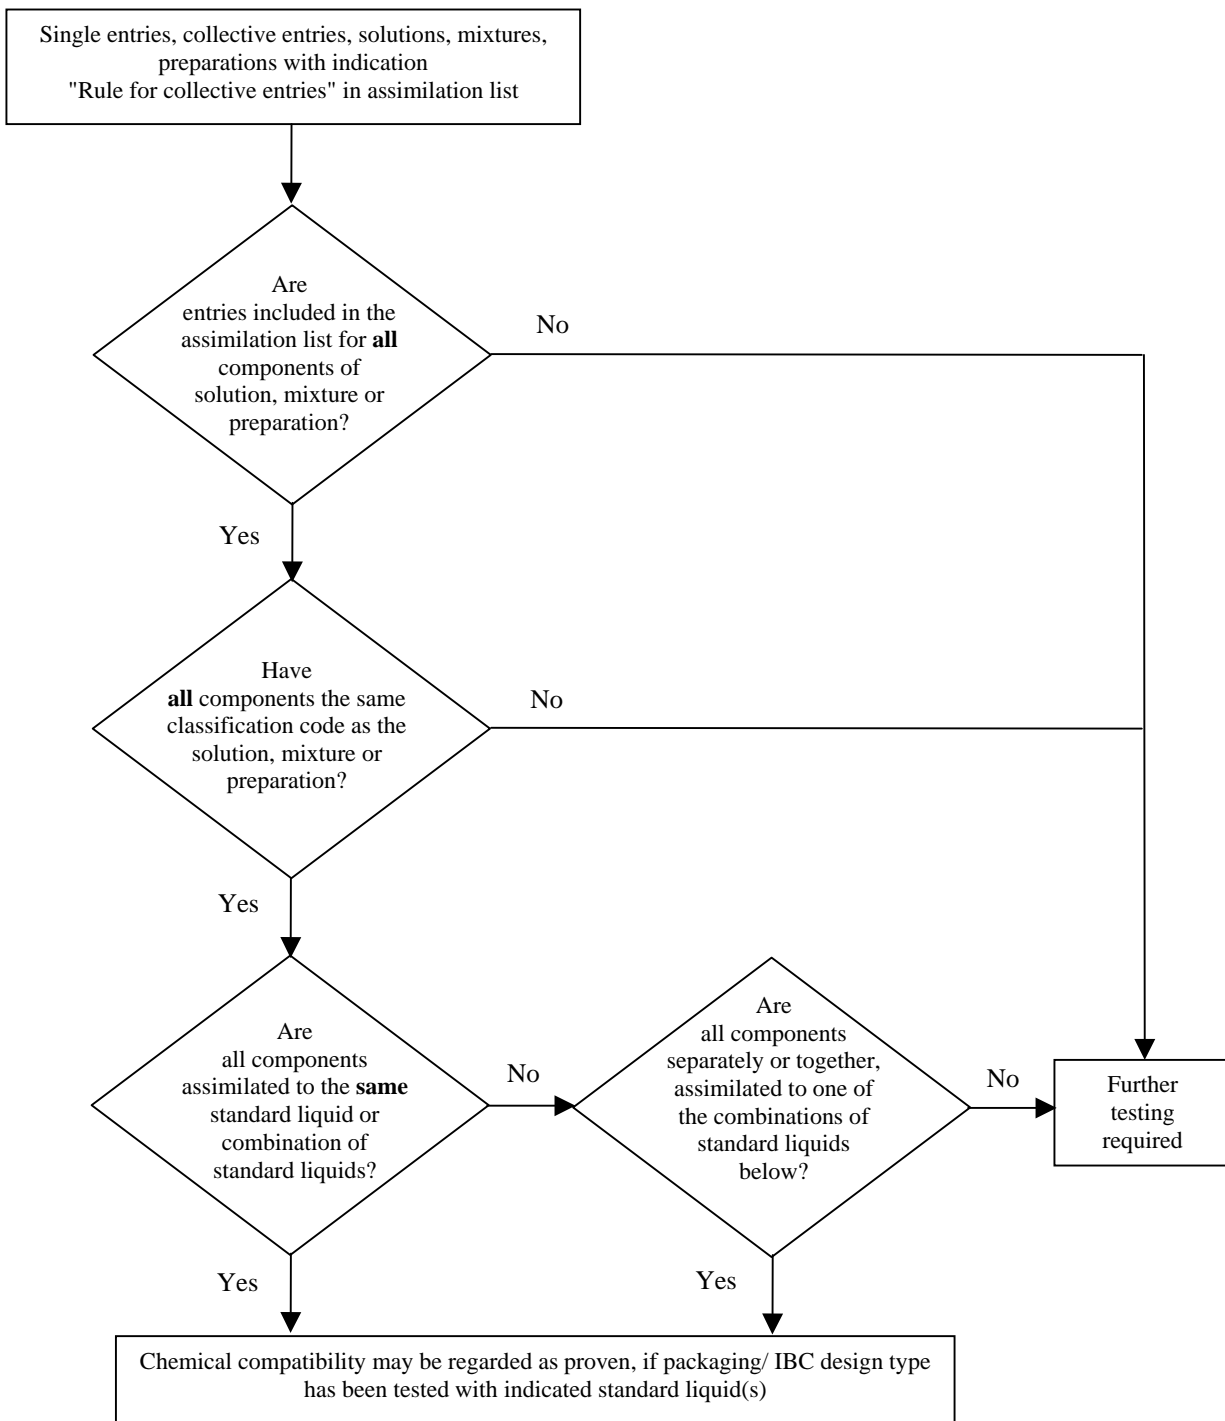 Single entries, collective entries, solutions, mixtures,
preparations with indication
"Rule for collective entries" in assimilation list
Are
entries included in the
assimilation list for all
components of
solution, mixture or
preparation?
No
Yes
Have
all components the same
classification code as the
solution, mixture or
preparation?
No
Yes
Are
all components
assimilated to the same
standard liquid or
combination of
standard liquids?
No
Are
all components
separately or together,
assimilated to one of
the combinations of
standard liquids
below?
No
Further
testing
required
Yes
Yes
Chemical compatibility may be regarded as proven, if packaging/ IBC design type
has been tested with indicated standard liquid(s)